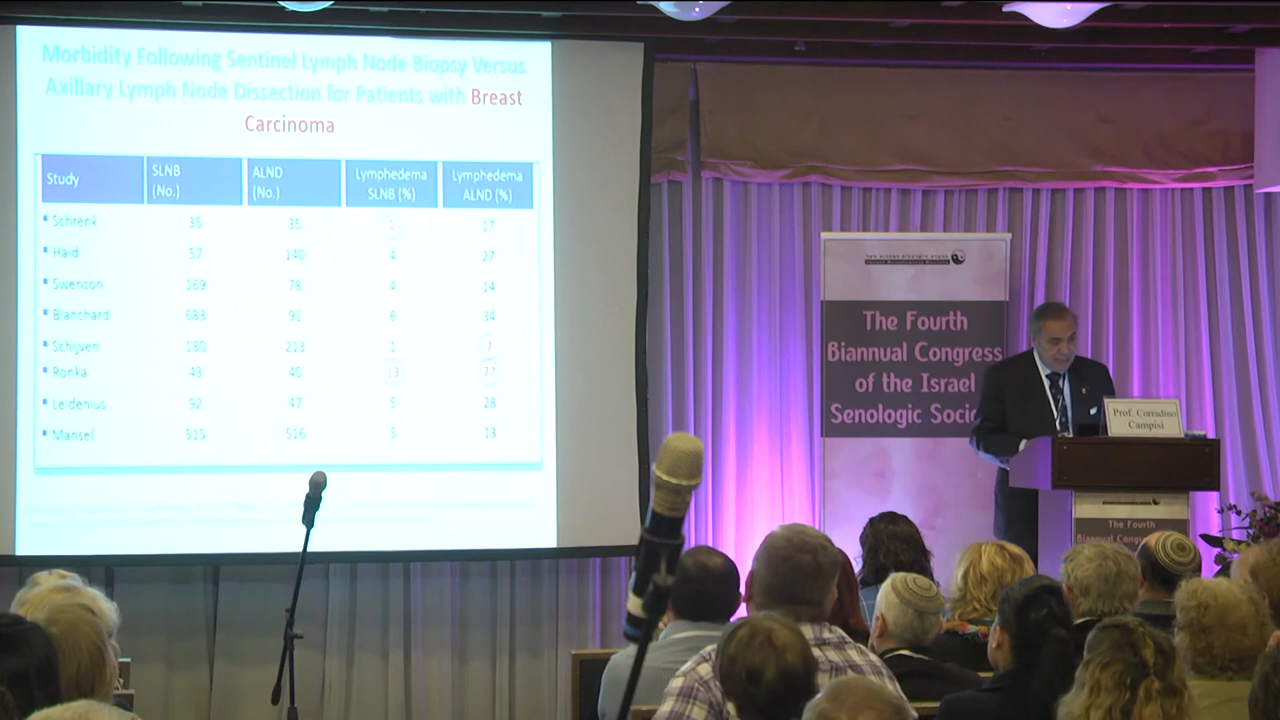 Morbidity Following Sentinel Lymph Node Biopsy Versus
Axillary Lymph Node Dissection for Patients with Breast
Carcinoma
Study SLNB (No.) ALND (No.) Lymphedema SLNB (%) Lymphedema ALND (%)
Schrenk 35 35 0 17
Haid 57 140 4 27
Swenson 169 78 4 14
Blanchard 683 91 6 34
Schijven 180 213 1 7
Ronka 43 40 13 77
Leidenius 92 47 5 28
Mansel 515 516 5 13
The Fourth
Biannual Congress
of the Israel
Senologic Socie
Prof. Corradino
Campisi
The Fourth
Biannual Congre